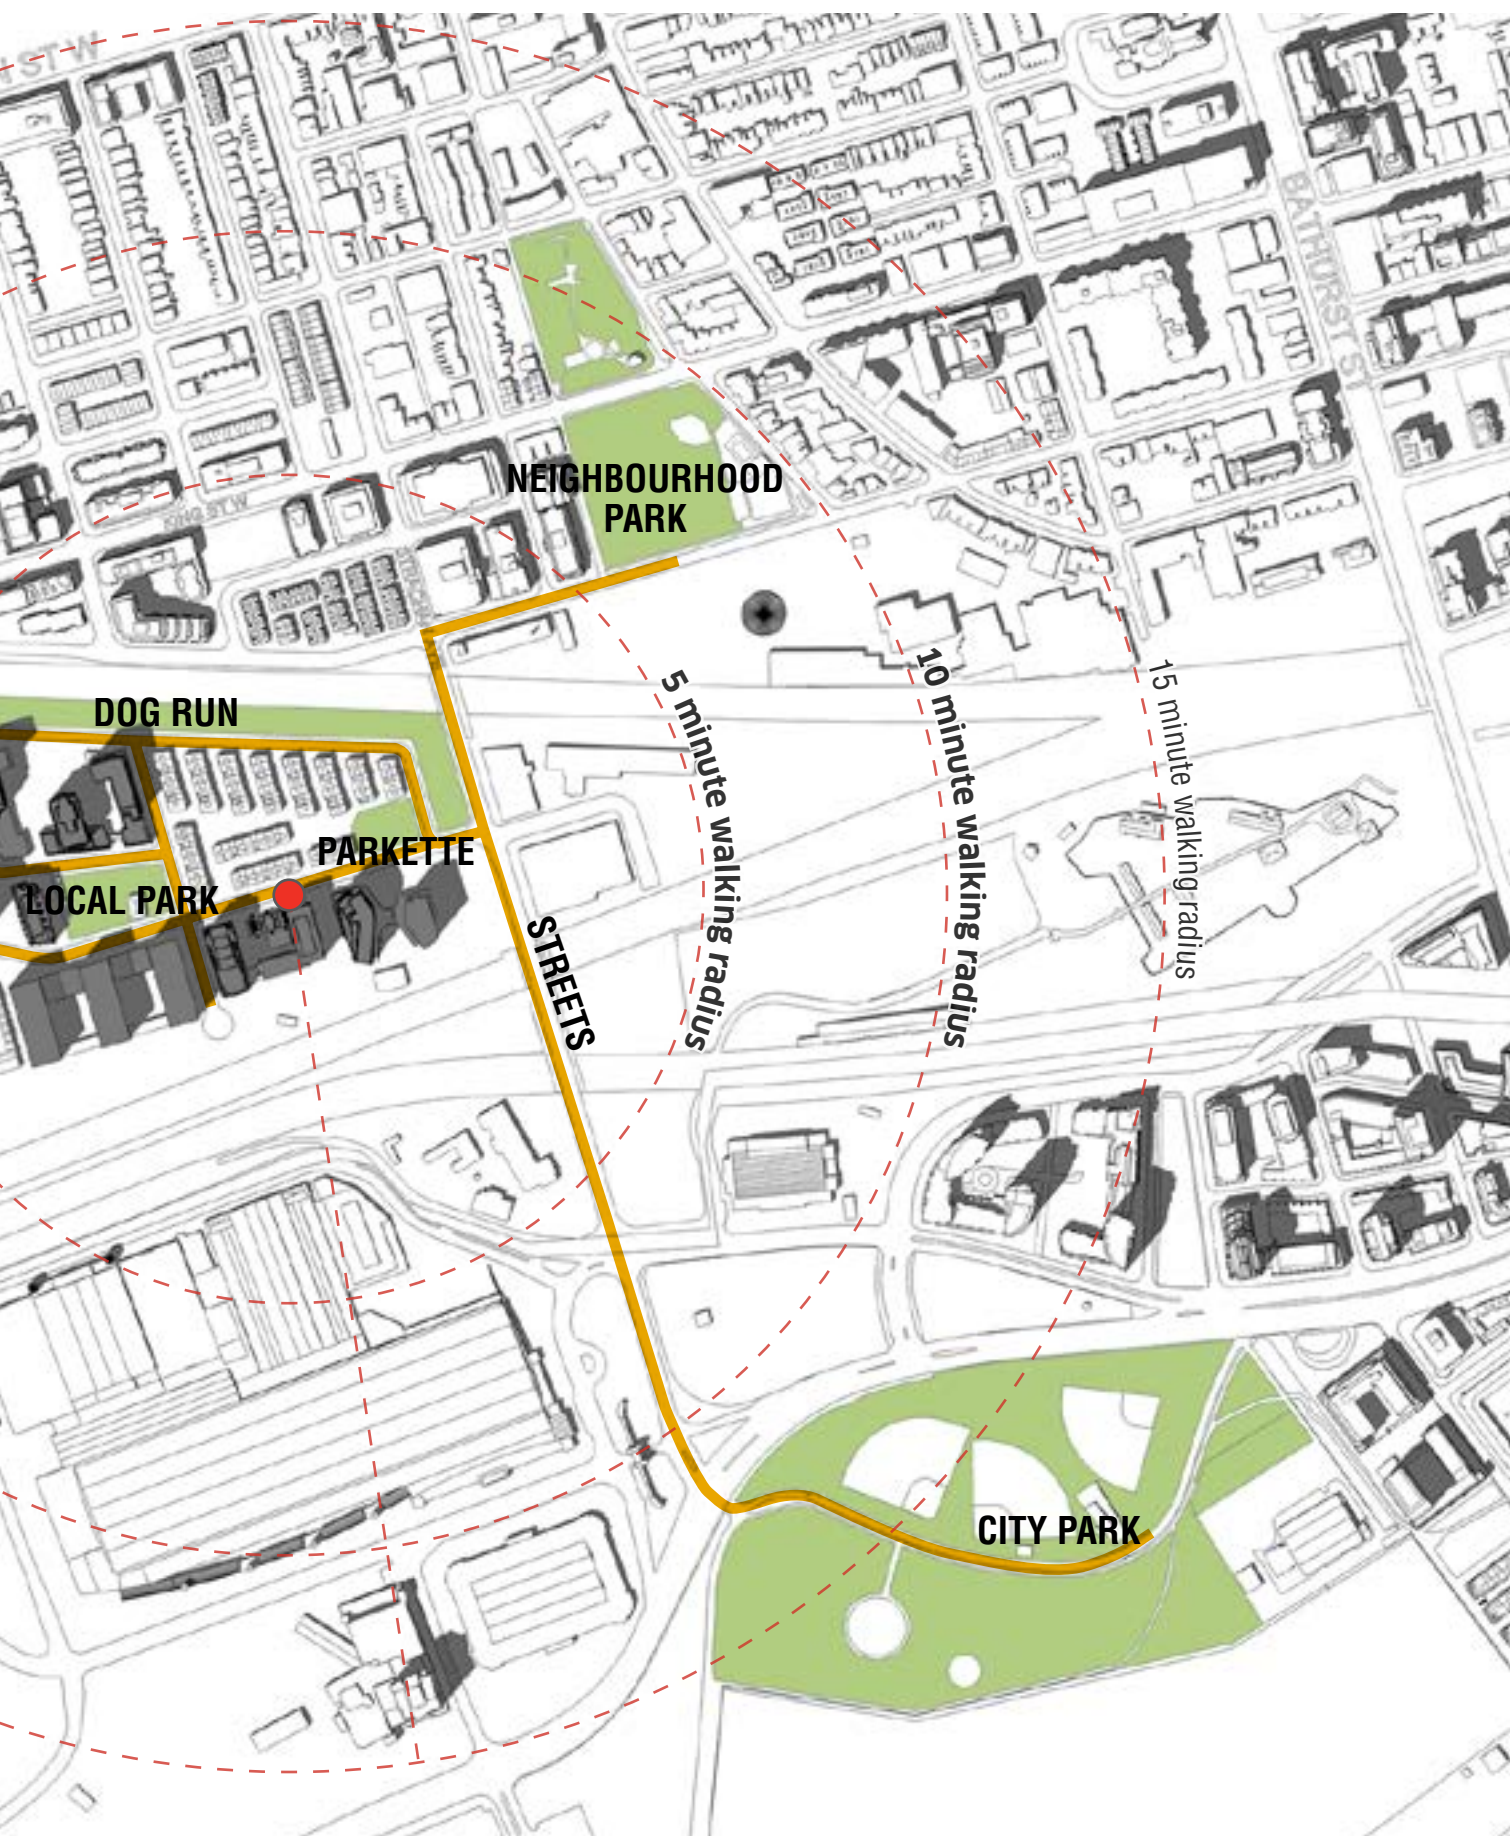 ST W
BATHURST S
NEIGHBOURHOOD
PARK
KING ST W
DOG RUN
5 minute walking radius
10 minute walking radius
15 minute walking radius
PARKETTE
LOCAL PARK
STREETS
CITY PARK